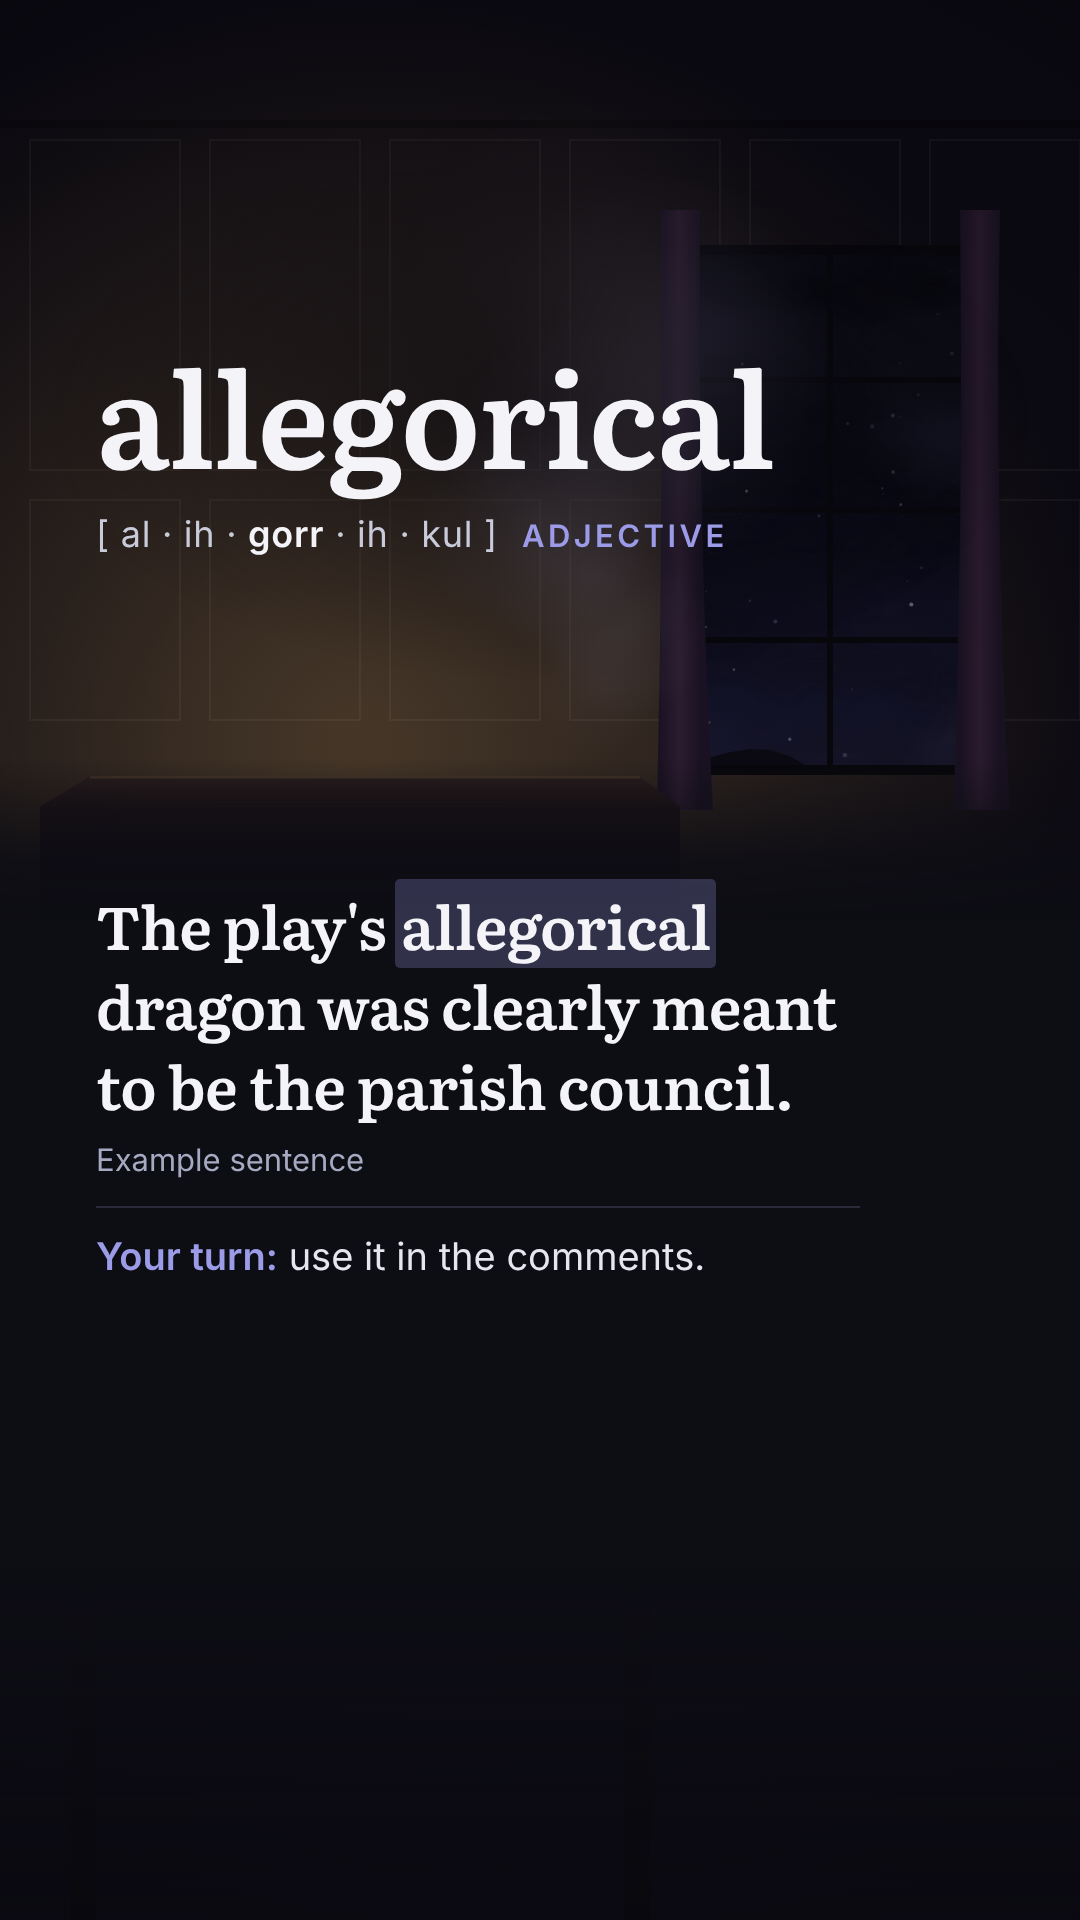 allegorical
[ al · ih · gorr · ih · kul ] ADJECTIVE
The play's allegorical
dragon was clearly meant
to be the parish council.
Example sentence
Your turn: use it in the comments.